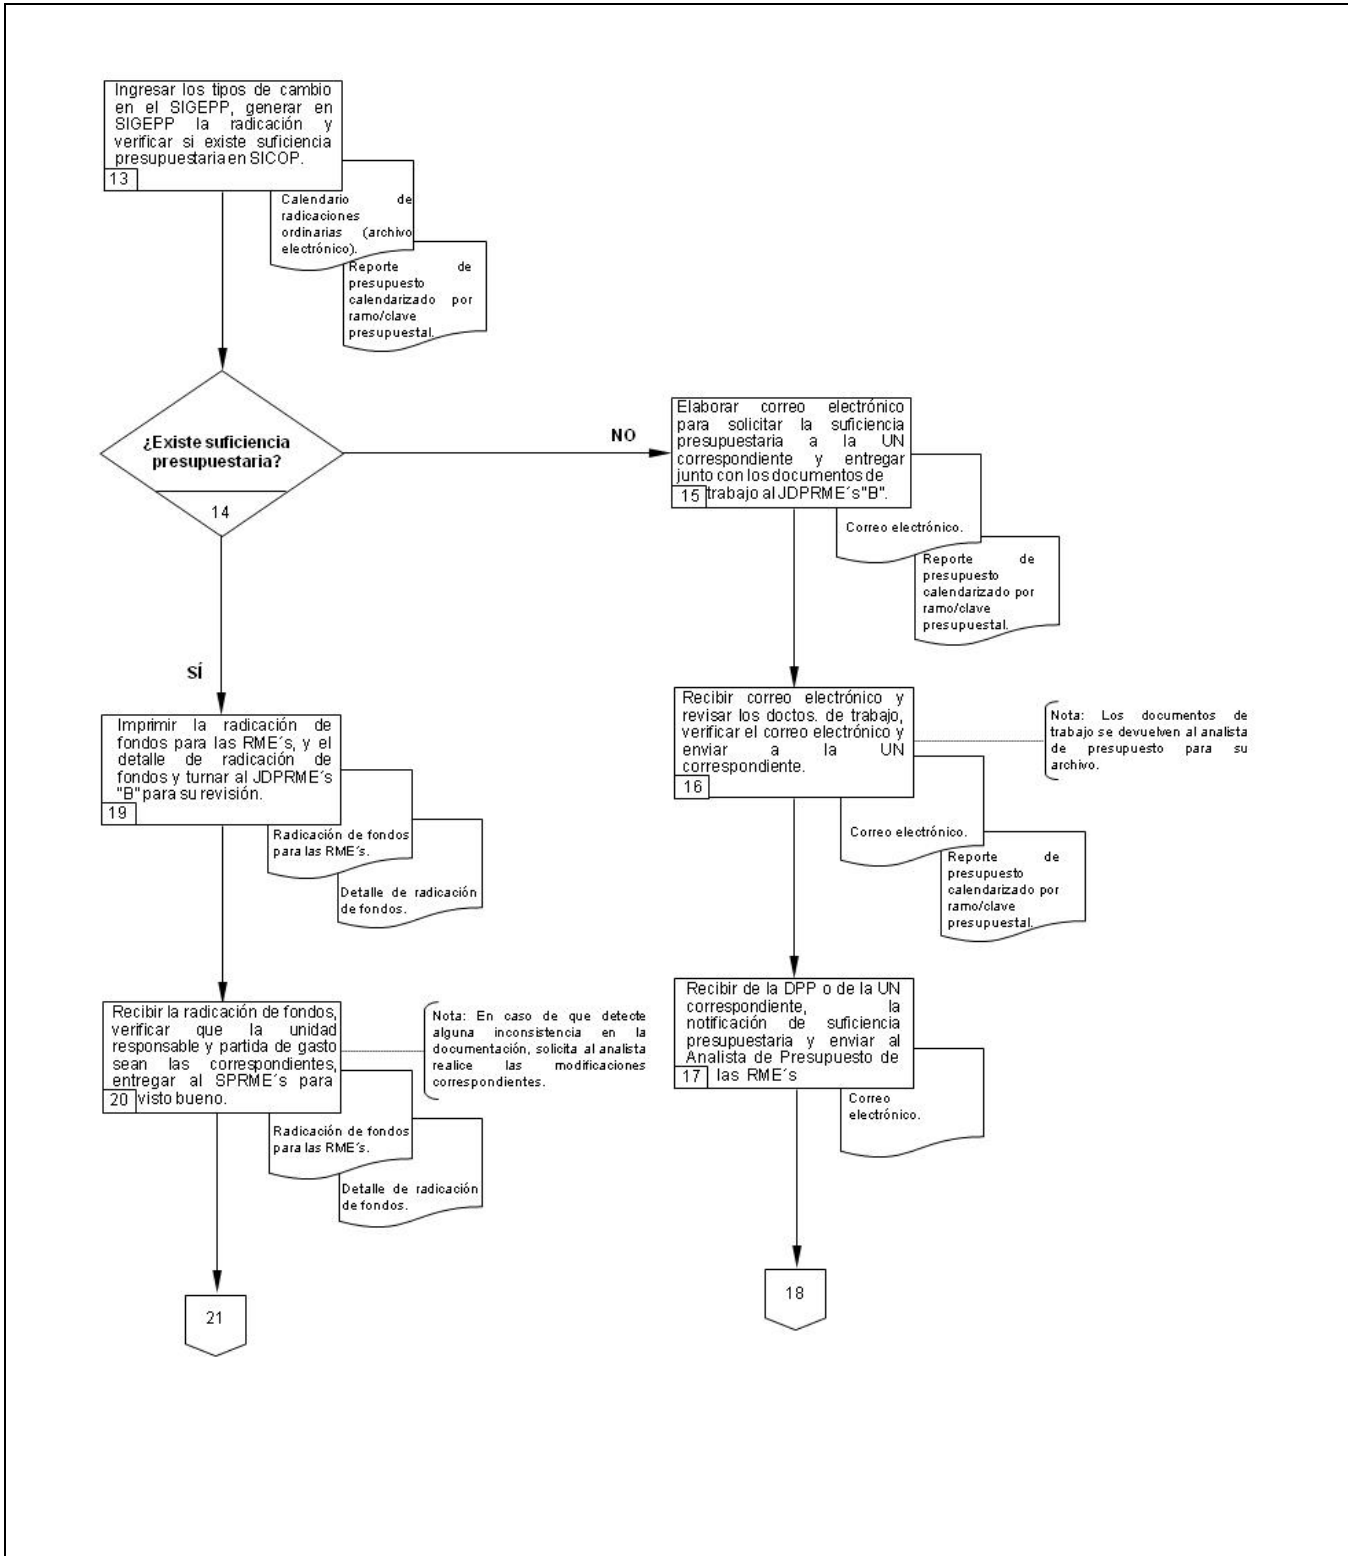 Ingresar los tipos de cambio
en el SIGEPP, generar en
SIGEPP la radicación y
verificar si existe suficiencia
presupuestaria en SICOP.
13
Calendario de
radicaciones
ordinarias (archivo
electrónico).
Reporte de
presupuesto
calendarizado por
ramo/clave
presupuestal.
¿Existe suficiencia
presupuestaria?
14
NO
Elaborar correo electrónico
para solicitar la suficiencia
presupuestaria a la UN
correspondiente y entregar
junto con los documentos de
trabajo al JDPRME´s "B".
15
Correo electrónico.
Reporte de
presupuesto
calendarizado por
ramo/clave
presupuestal.
SÍ
Recibir correo electrónico y
revisar los doctos. de trabajo,
verificar el correo electrónico y
enviar a la UN
correspondiente.
16
Nota: Los documentos de
trabajo se devuelven al analista
de presupuesto para su
archivo.
Correo electrónico.
Reporte de
presupuesto
calendarizado por
ramo/clave
presupuestal.
Imprimir la radicación de
fondos para las RME´s, y el
detalle de radicación de
fondos y turnar al JDPRME´s
"B" para su revisión.
19
Radicación de fondos
para las RME´s.
Detalle de radicación
de fondos.
Recibir la radicación de fondos,
verificar que la unidad
responsable y partida de gasto
sean las correspondientes,
entregar al SPRME´s para
visto bueno.
20
Nota: En caso de que detecte
alguna inconsistencia en la
documentación, solicita al analista
realice las modificaciones
correspondientes.
Radicación de fondos
para las RME´s.
Detalle de radicación
de fondos.
Recibir de la DPP o de la UN
correspondiente, la
notificación de suficiencia
presupuestaria y enviar al
Analista de Presupuesto de
las RME´s
17
Correo
electrónico.
18
21